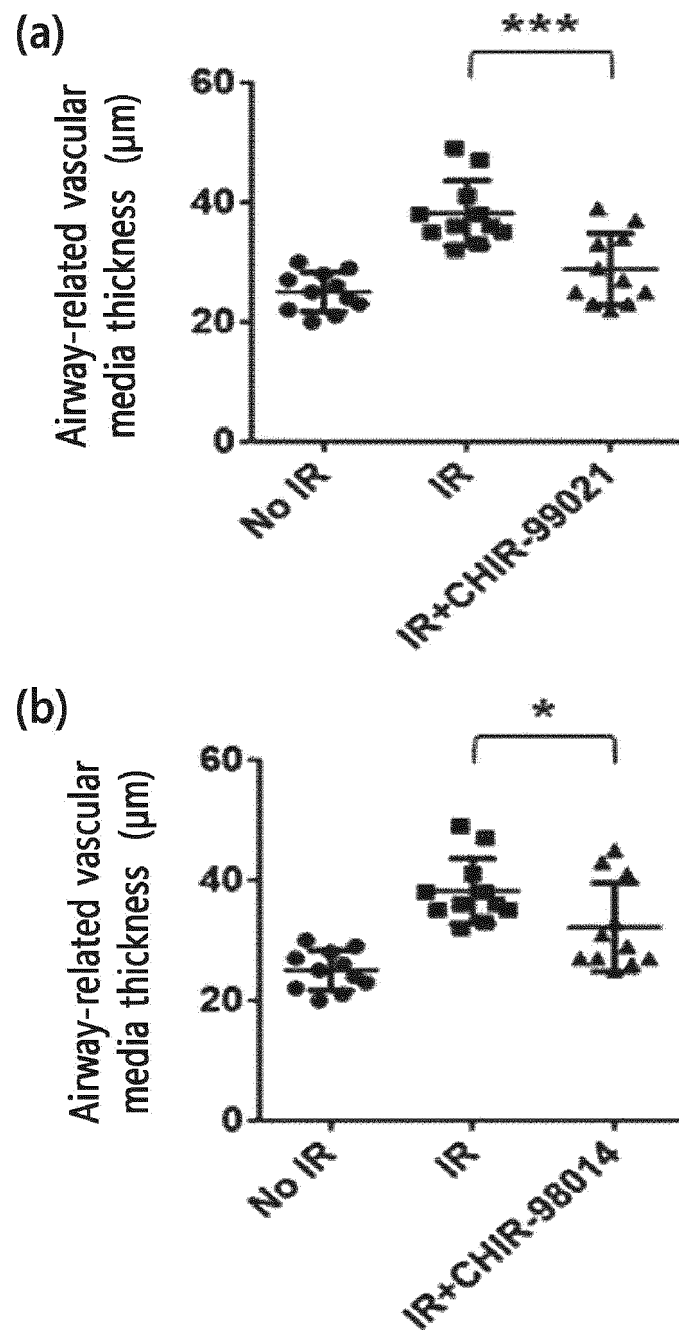 (a)
***
Airway-related vascular
media thickness (μm)
60
40
20
0
No IR
IR
IR+CHIR-99021
(b)
*
Airway-related vascular
media thickness (μm)
60
40
20
0
No IR
IR
IR+CHIR-98014